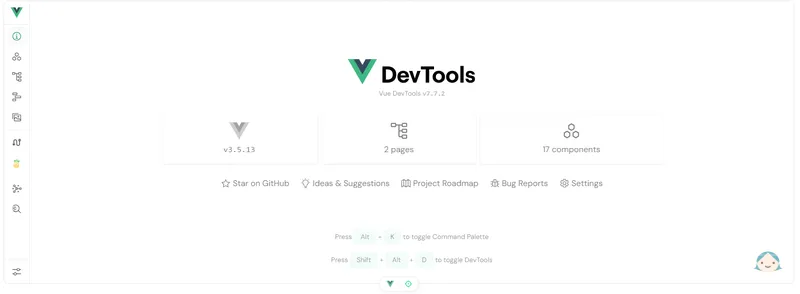 DevTools
Vue DevTools v7.7.2
v3.5.13
2 pages
17 components
Star on GitHub
Ideas & Suggestions
Project Roadmap
Bug Reports
Settings
Press Alt + K to toggle Command Palette
Press Shift + Alt + D to toggle DevTools